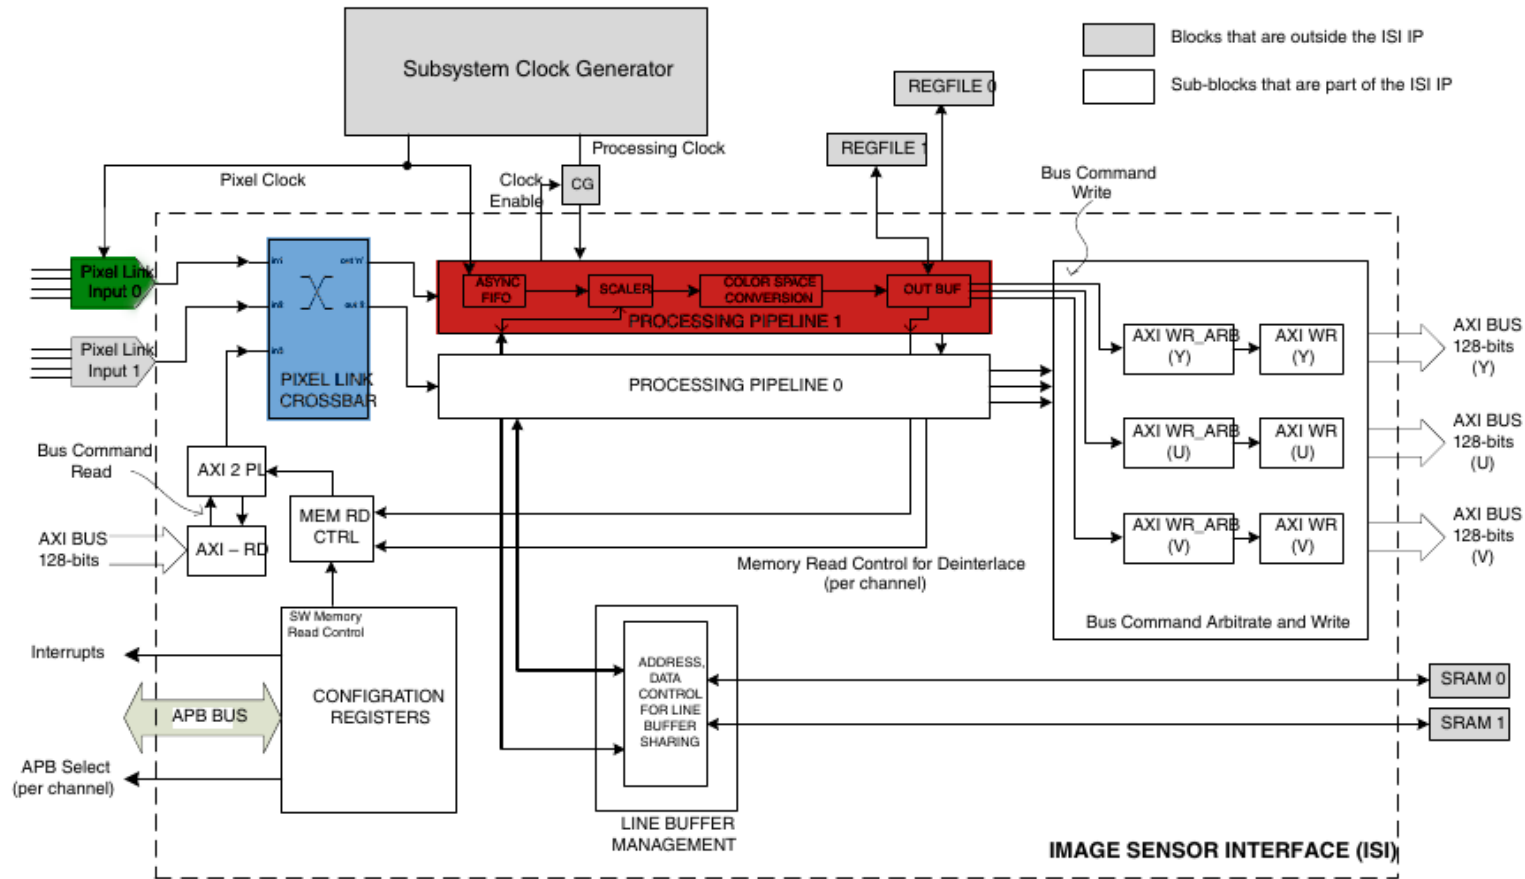 Subsystem Clock Generator
Blocks that are outside the ISI IP
Sub-blocks that are part of the ISI IP
REGFILE 0
REGFILE 1
Processing Clock
Pixel Clock
Clock
Enable
CG
Bus Command
Write
Pixel Link
Input 0
Pixel Link
Input 1
PIXEL LINK
CROSSBAR
ASYNC
FIFO
SCALER
COLOR SPACE
CONVERSION
OUT BUF
PROCESSING PIPELINE 1
PROCESSING PIPELINE 0
AXI WR_ARB
(Y)
AXI WR
(Y)
AXI BUS
128-bits
(Y)
AXI WR_ARB
(U)
AXI WR
(U)
AXI BUS
128-bits
(U)
AXI WR_ARB
(V)
AXI WR
(V)
AXI BUS
128-bits
(V)
Bus Command Arbitrate and Write
Bus Command
Read
AXI 2 PL
AXI – RD
AXI BUS
128-bits
MEM RD
CTRL
Memory Read Control for Deinterlace
(per channel)
SW Memory
Read Control
CONFIGRATION
REGISTERS
Interrupts
APB BUS
APB Select
(per channel)
ADDRESS,
DATA
CONTROL
FOR LINE
BUFFER
SHARING
LINE BUFFER
MANAGEMENT
SRAM 0
SRAM 1
IMAGE SENSOR INTERFACE (ISI)